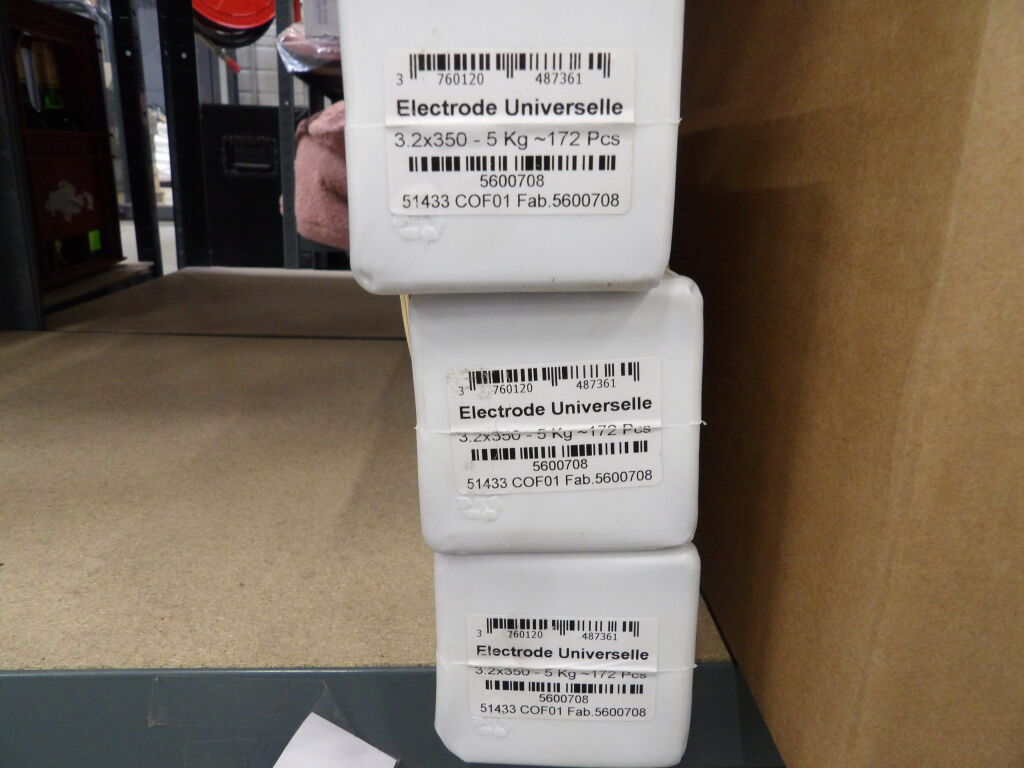 3 760120 487361
Electrode Universelle
3.2x350 - 5 Kg ~172 Pcs
5600708
51433 COF01 Fab.5600708
3 760120 487361
Electrode Universelle
3.2x350 - 5 Kg ~172 Pcs
5600708
51433 COF01 Fab.5600708
3 760120 487361
Electrode Universelle
3.2x350 - 5 Kg ~172 Pcs
5600708
51433 COF01 Fab.5600708